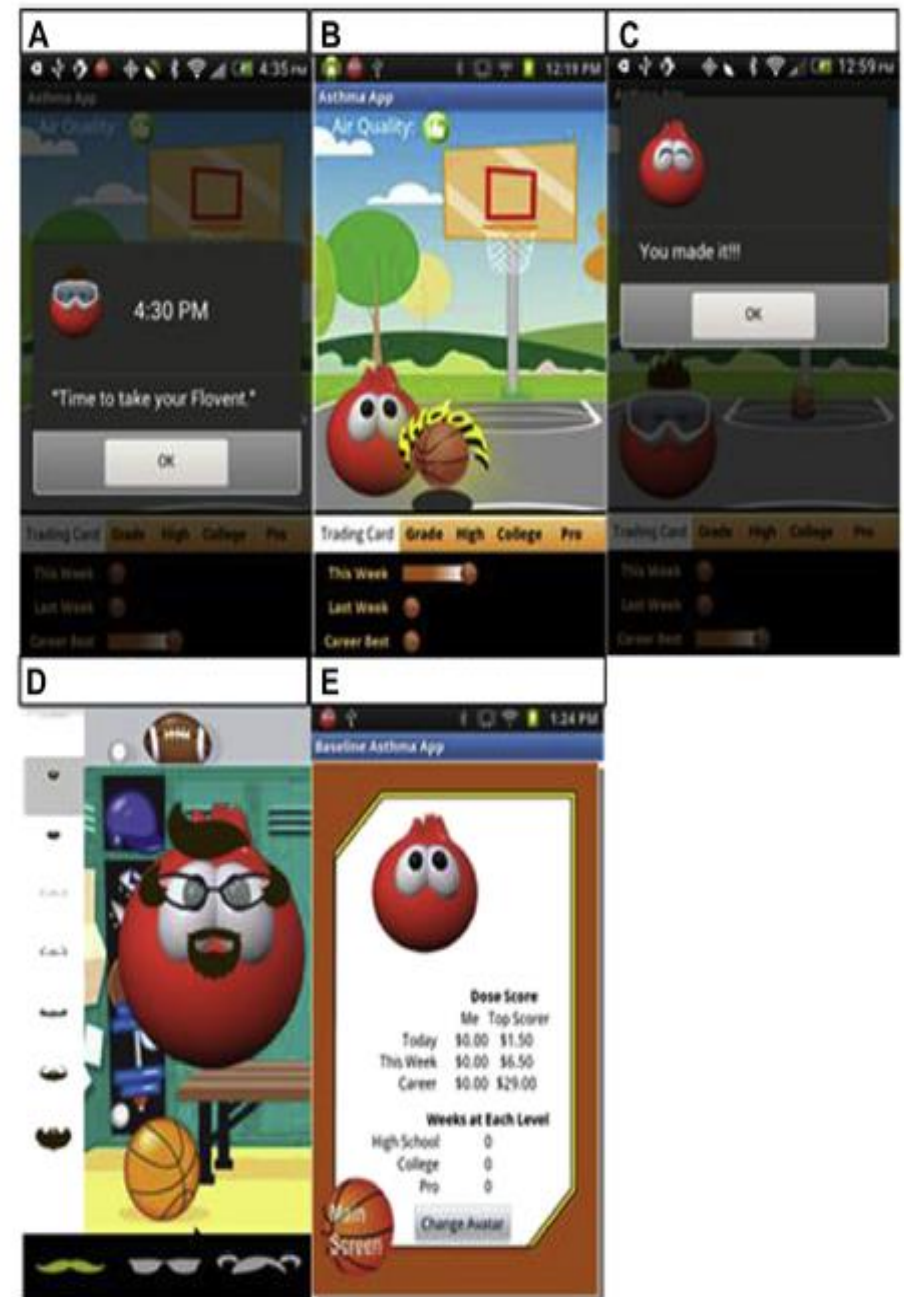 A
4:35 PM
Asthma App
Air Quality:
4:30 PM
"Time to take your Flovent."
OK
Trading Card Grade High College Pro
This Week
Last Week
Career Best
B
12:19 PM
Asthma App
Air Quality:
SHOOT
Trading Card Grade High College Pro
This Week
Last Week
Career Best
C
12:59 PM
Asthma App
You made it!!!
OK
Trading Card Grade High College Pro
This Week
Last Week
Career Best
D
E
1:24 PM
Baseline Asthma App
Dose Score
Me Top Scorer
Today $0.00 $1.50
This Week $0.00 $6.50
Career $0.00 $29.00
Weeks at Each Level
High School 0
College 0
Pro 0
Change Avatar
Main
Screen